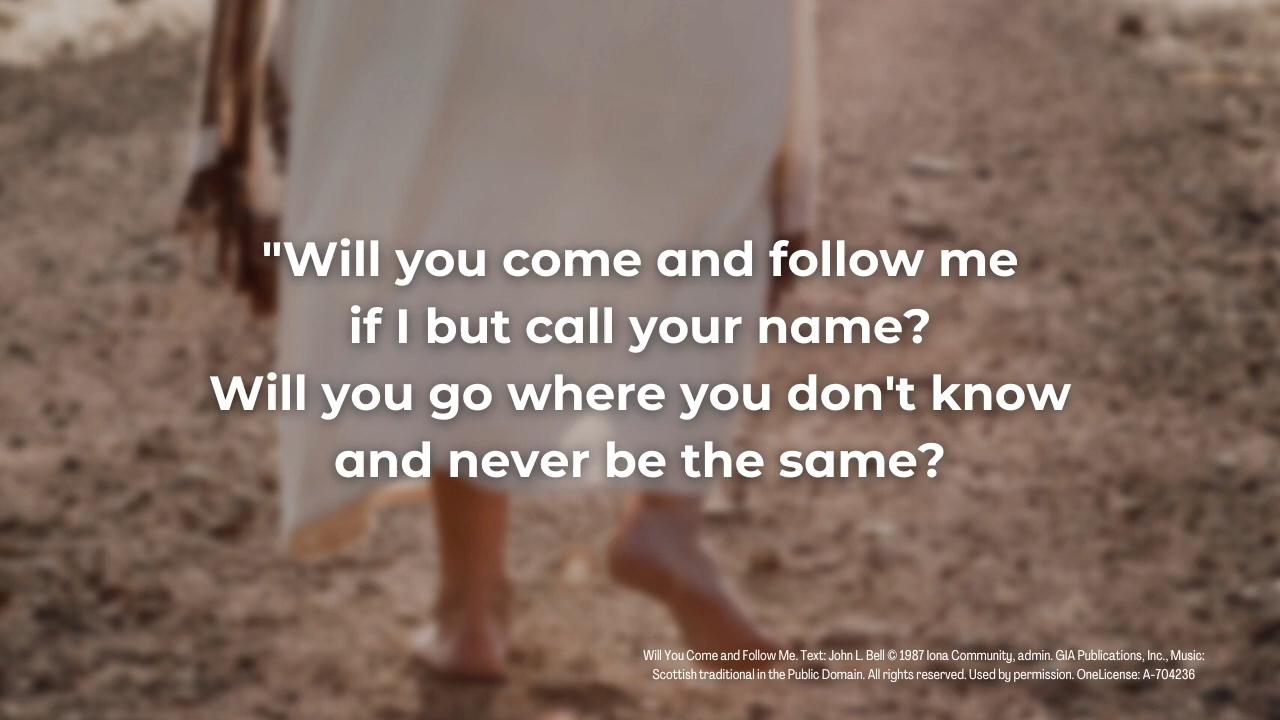 "Will you come and follow me
if I but call your name?
Will you go where you don't know
and never be the same?
Will You Come and Follow Me. Text: John L. Bell © 1987 Iona Community, admin. GIA Publications, Inc., Music:
Scottish traditional in the Public Domain. All rights reserved. Used by permission. OneLicense: A-704236